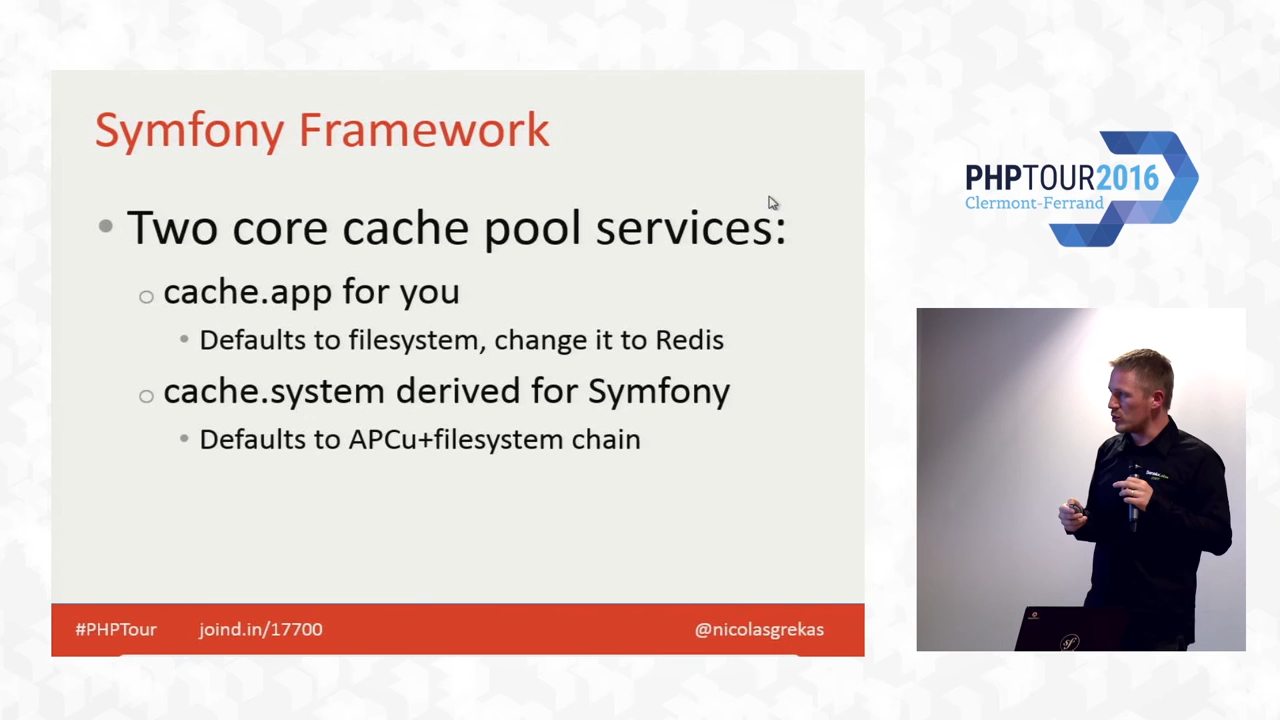 Symfony Framework
• Two core cache pool services:
o cache.app for you
• Defaults to filesystem, change it to Redis
o cache.system derived for Symfony
• Defaults to APCu+filesystem chain
#PHPTour joind.in/17700 @nicolasgrekas
PHPTOUR2016
Clermont-Ferrand
sf